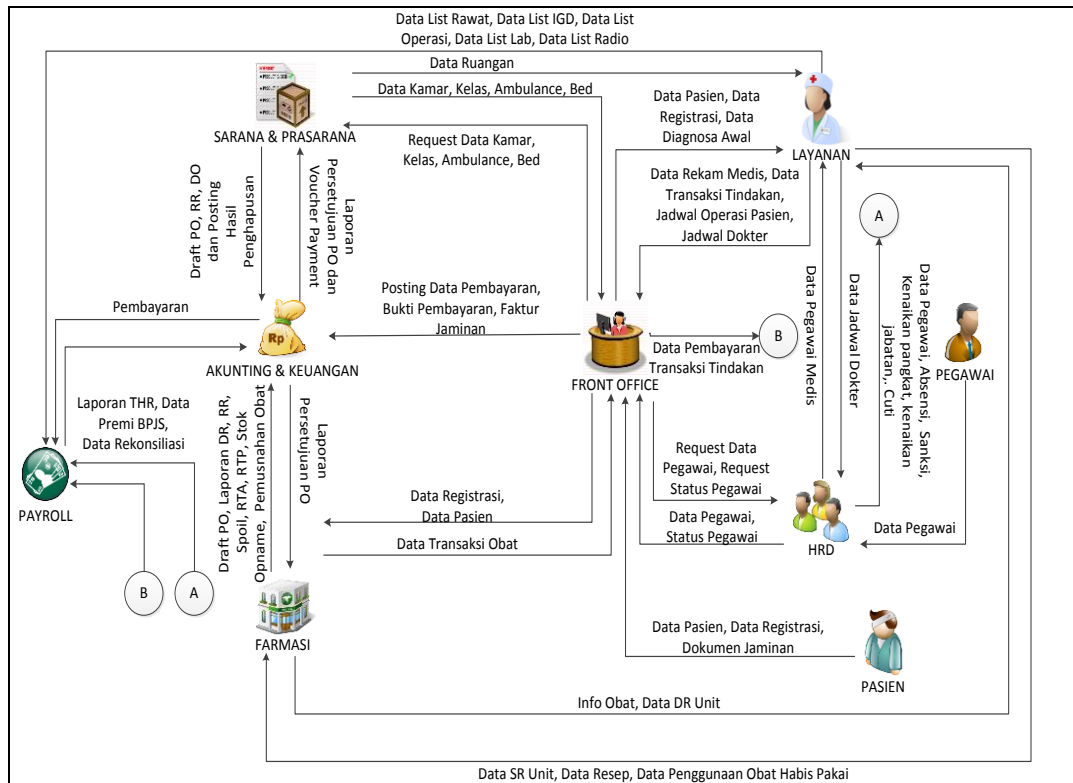 Data List Rawat, Data List IGD, Data List
Operasi, Data List Lab, Data List Radio
Data Ruangan
Data Kamar, Kelas, Ambulance, Bed
SARANA & PRASARANA
Request Data Kamar,
Kelas, Ambulance, Bed
Data Pasien, Data
Registrasi, Data
Diagnosa Awal
LAYANAN
Data Rekam Medis, Data
Transaksi Tindakan,
Jadwal Operasi Pasien,
Jadwal Dokter
A
Draft PO, RR, DO
dan Posting
Hasil
Penghapusan
Laporan
Persetujuan PO dan
Voucher Payment
Pembayaran
Posting Data Pembayaran,
Bukti Pembayaran, Faktur
Jaminan
Rp
AKUNTING & KEUANGAN
FRONT OFFICE
B
Data Pembayaran
Transaksi Tindakan
Data Pegawai
Medis
Data Jadwal Dokter
Data Pegawai, Absensi, Sanksi,
Kenaikan pangkat, kenaikan
jabatan,. Cuti
PEGAWAI
Laporan THR, Data
Premi BPJS,
Data Rekonsiliasi
PAYROLL
Draft PO, Laporan DR, RR,
Spoil, RTA, RTP, Stok
Opname, Pemusnahan Obat
Laporan
Persetujuan PO
Request Data
Pegawai, Request
Status Pegawai
Data Registrasi,
Data Pasien
Data Pegawai,
Status Pegawai
HRD
Data Pegawai
Data Transaksi Obat
B
A
FARMASI
Data Pasien, Data Registrasi,
Dokumen Jaminan
PASIEN
Info Obat, Data DR Unit
Data SR Unit, Data Resep, Data Penggunaan Obat Habis Pakai